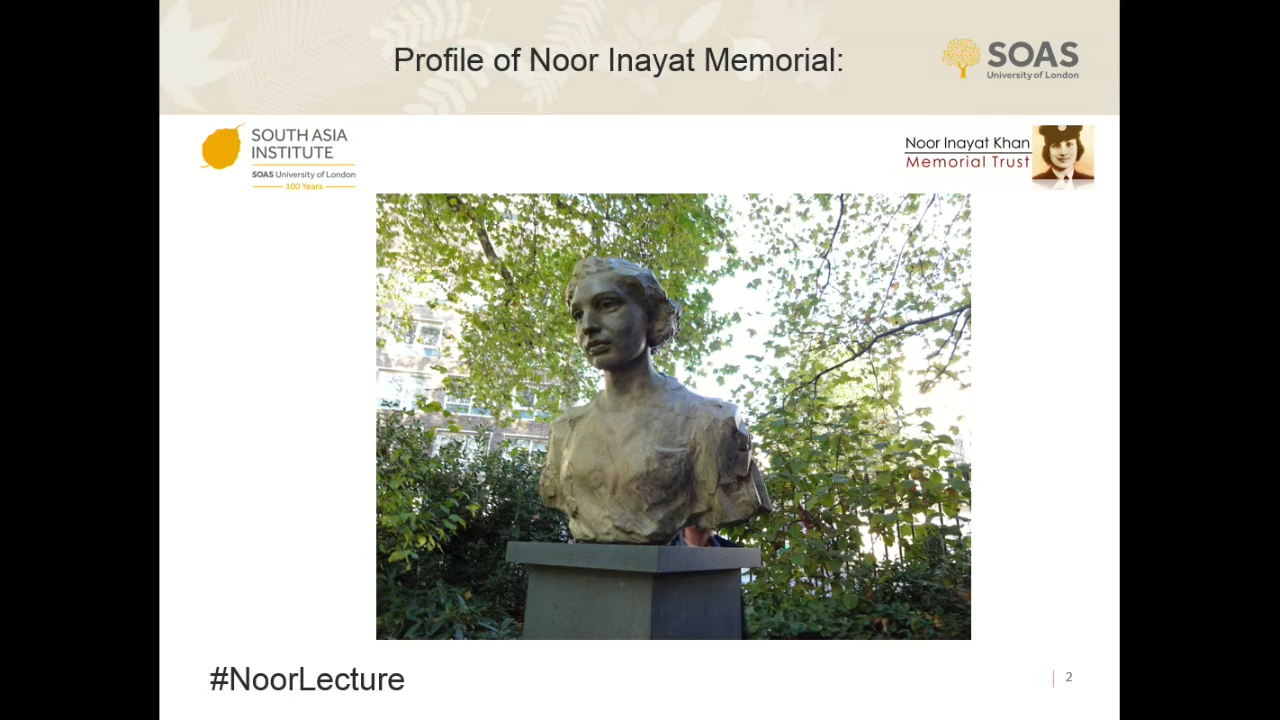 Profile of Noor Inayat Memorial:
SOAS
University of London
SOUTH ASIA
INSTITUTE
SOAS University of London
100 Years
Noor Inayat Khan
Memorial Trust
#NoorLecture
2